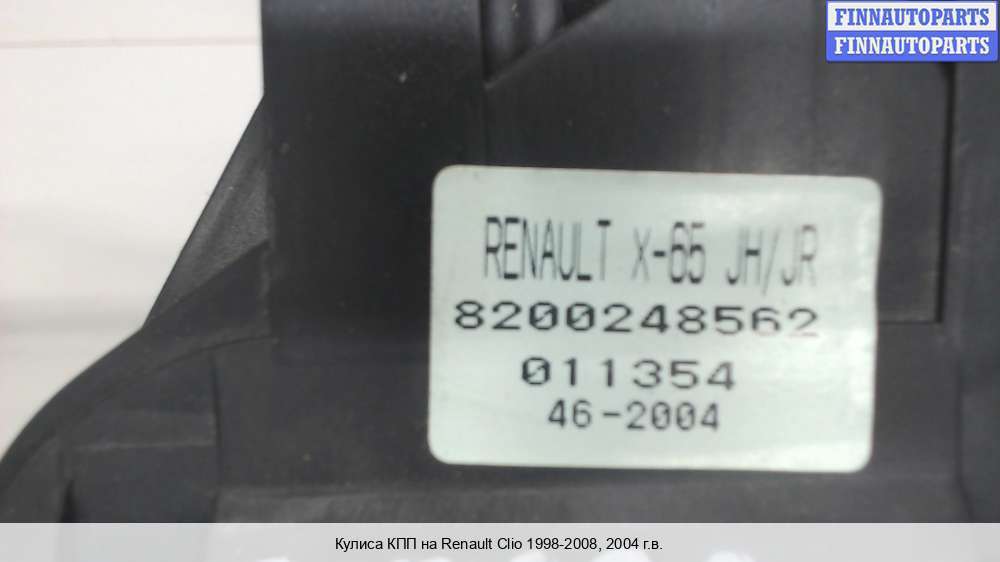 FINNAUTOPARTS
FINNAUTOPARTS
RENAULT X-65 JH/JR
8200248562
011354
46-2004
Кулиса КПП на Renault Clio 1998-2008, 2004 г.в.